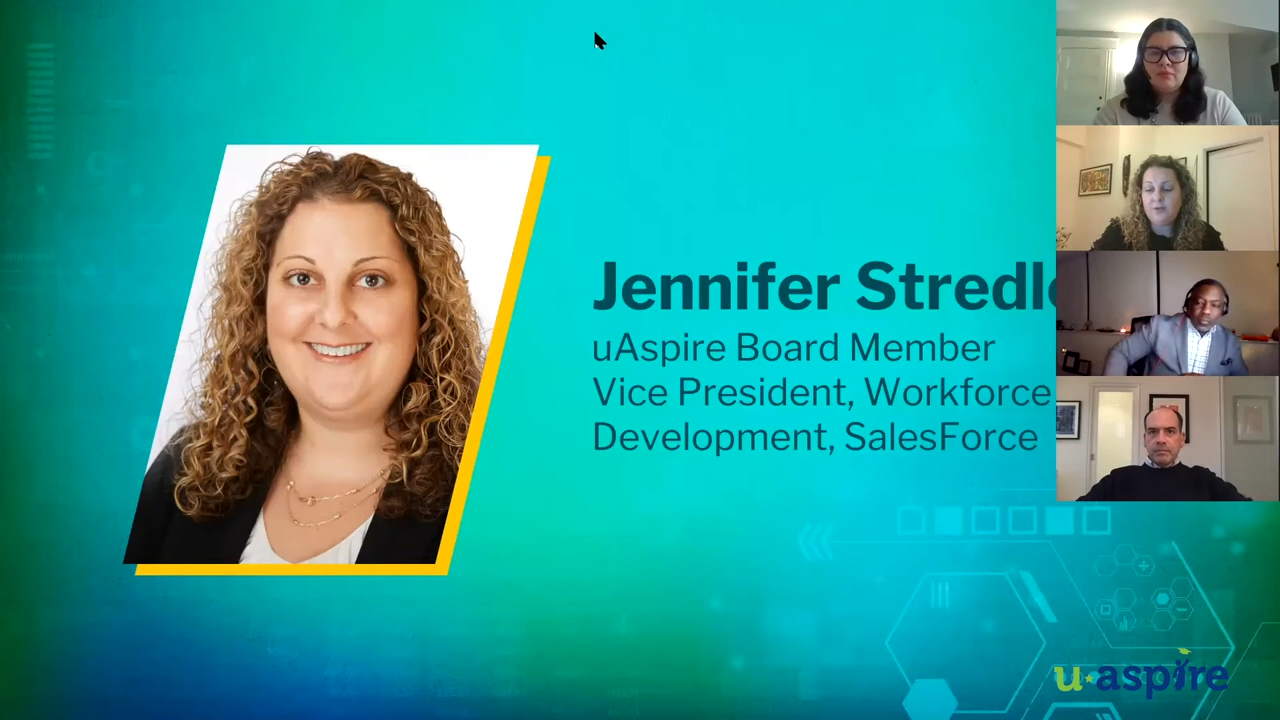 Jennifer Stredl
uAspire Board Member
Vice President, Workforce
Development, SalesForce
u aspire